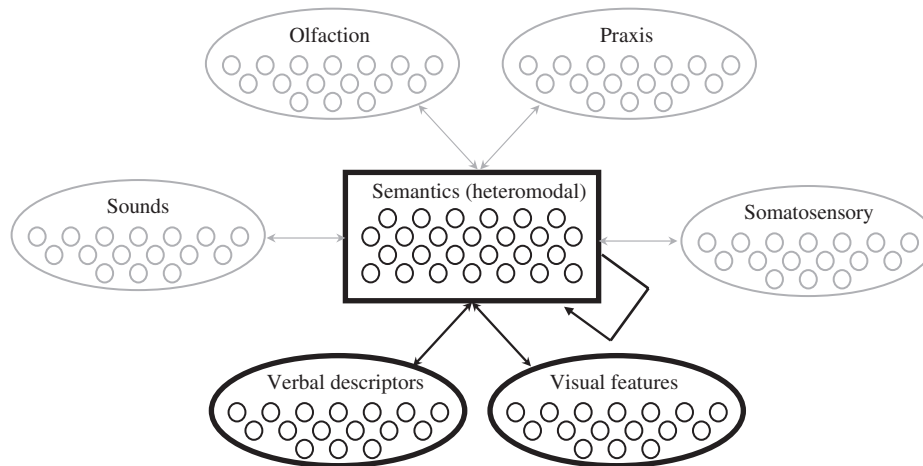 Olfaction
Praxis
Semantics (heteromodal)
Sounds
Somatosensory
Verbal descriptors
Visual features